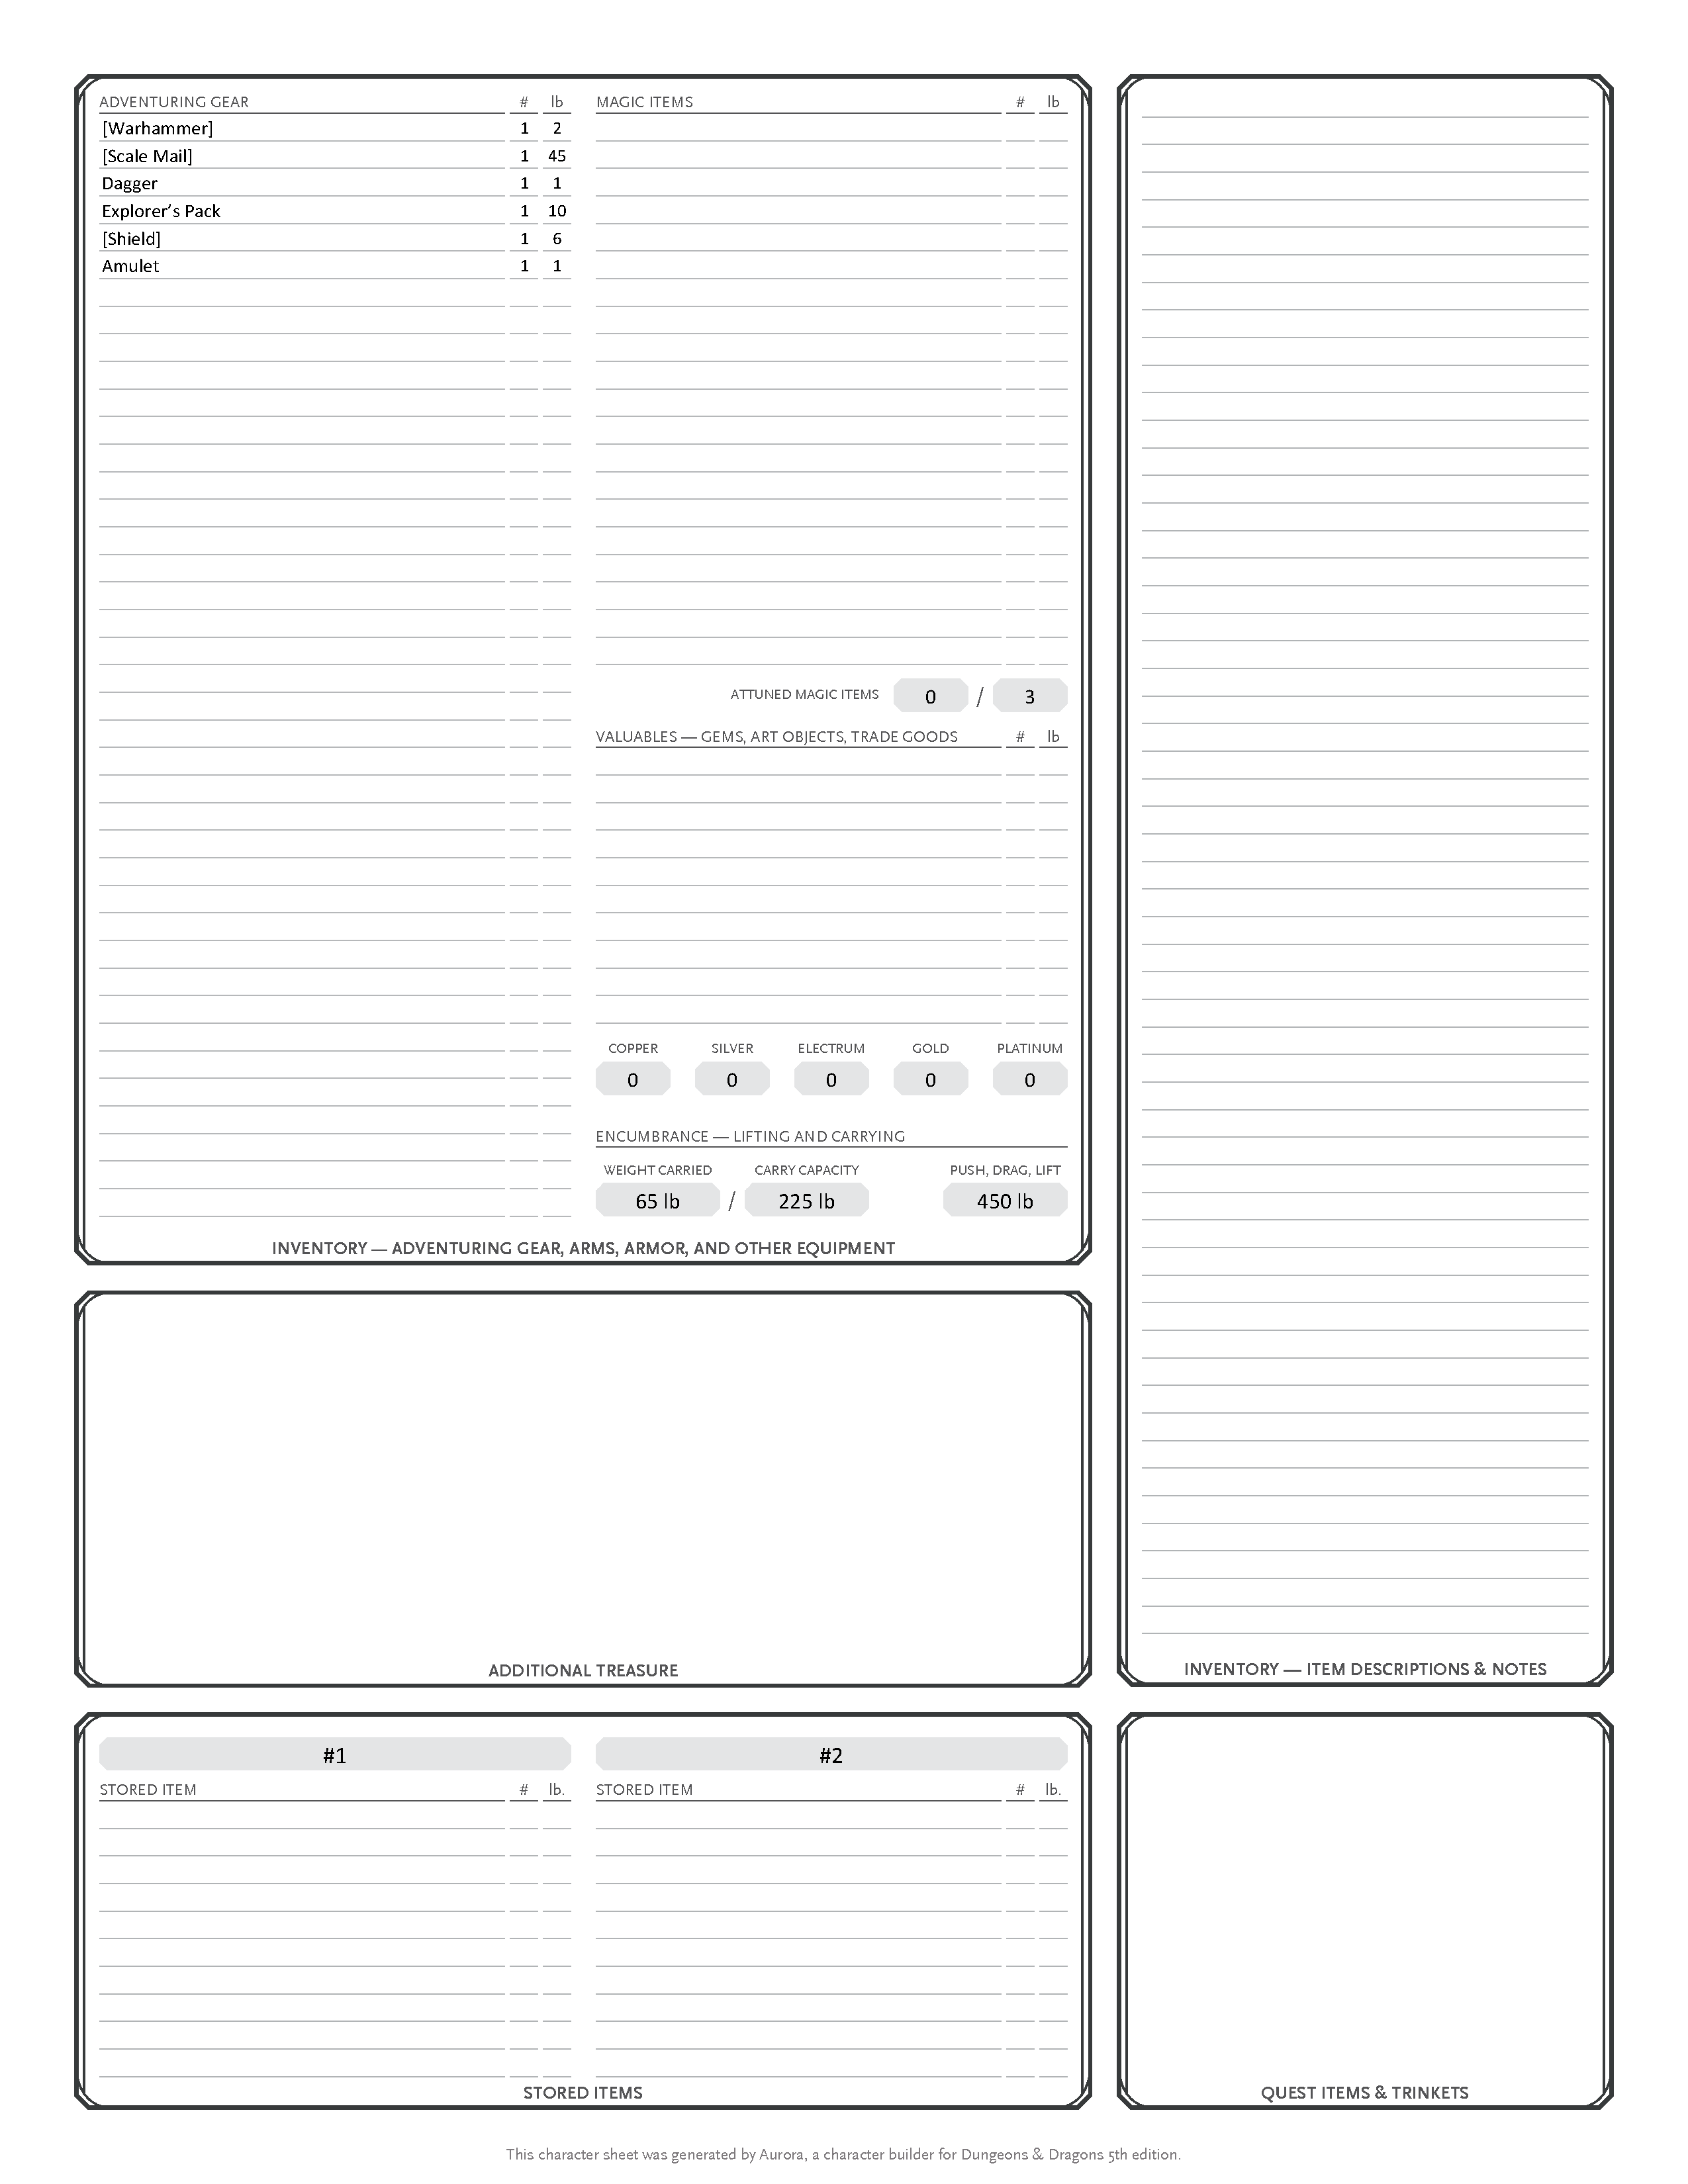 ADVENTURING GEAR # lb
[Warhammer] 1 2
[Scale Mail] 1 45
Dagger 1 1
Explorer's Pack 1 10
[Shield] 1 6
Amulet 1 1
MAGIC ITEMS # lb
ATTUNED MAGIC ITEMS 0 / 3
VALUABLES — GEMS, ART OBJECTS, TRADE GOODS # lb
COPPER SILVER ELECTRUM GOLD PLATINUM
0 0 0 0 0
ENCUMBRANCE — LIFTING AND CARRYING
WEIGHT CARRIED CARRY CAPACITY PUSH, DRAG, LIFT
65 lb / 225 lb 450 lb
INVENTORY — ADVENTURING GEAR, ARMS, ARMOR, AND OTHER EQUIPMENT
ADDITIONAL TREASURE
INVENTORY — ITEM DESCRIPTIONS & NOTES
#1 #2
STORED ITEM # lb. STORED ITEM # lb.
STORED ITEMS
QUEST ITEMS & TRINKETS
This character sheet was generated by Aurora, a character builder for Dungeons & Dragons 5th edition.